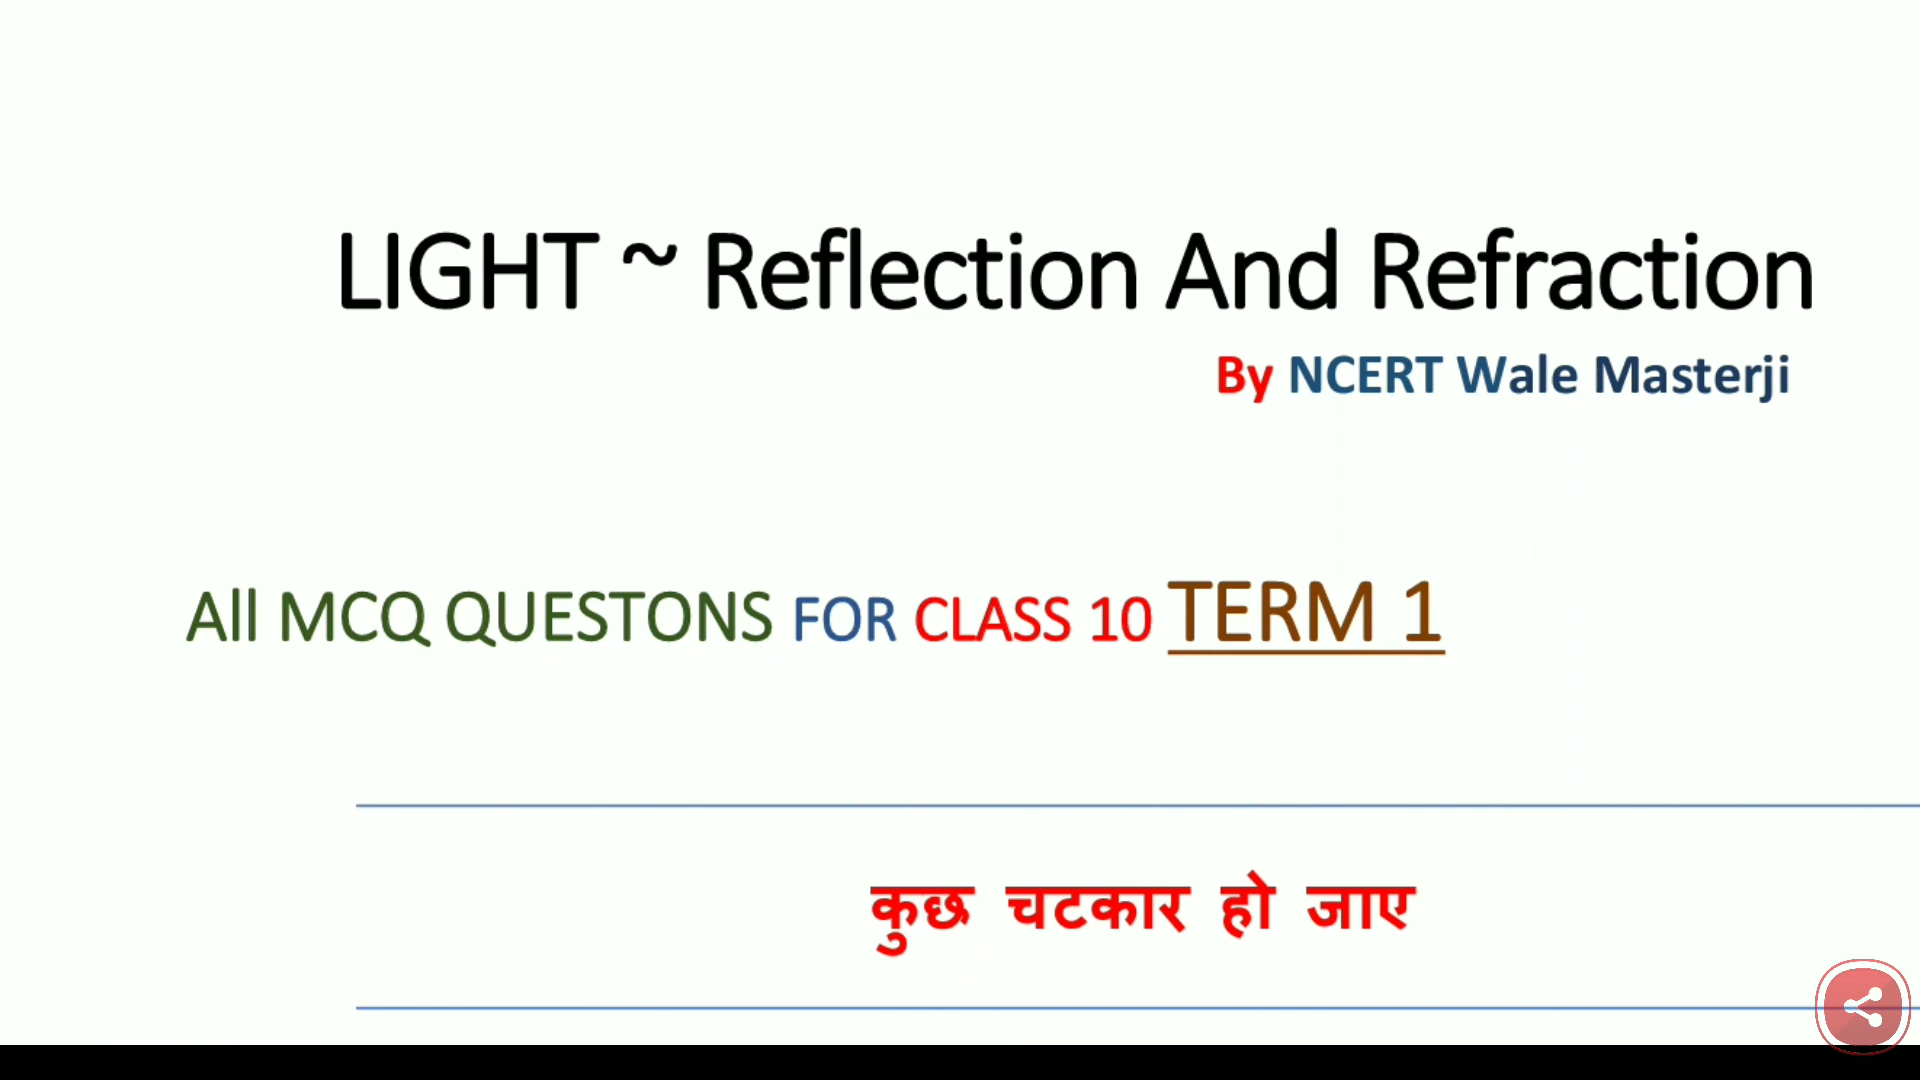 LIGHT ~ Reflection And Refraction
By NCERT Wale Masterji
All MCQ QUESTONS FOR CLASS 10 TERM 1
कुछ चटकार हो जाए